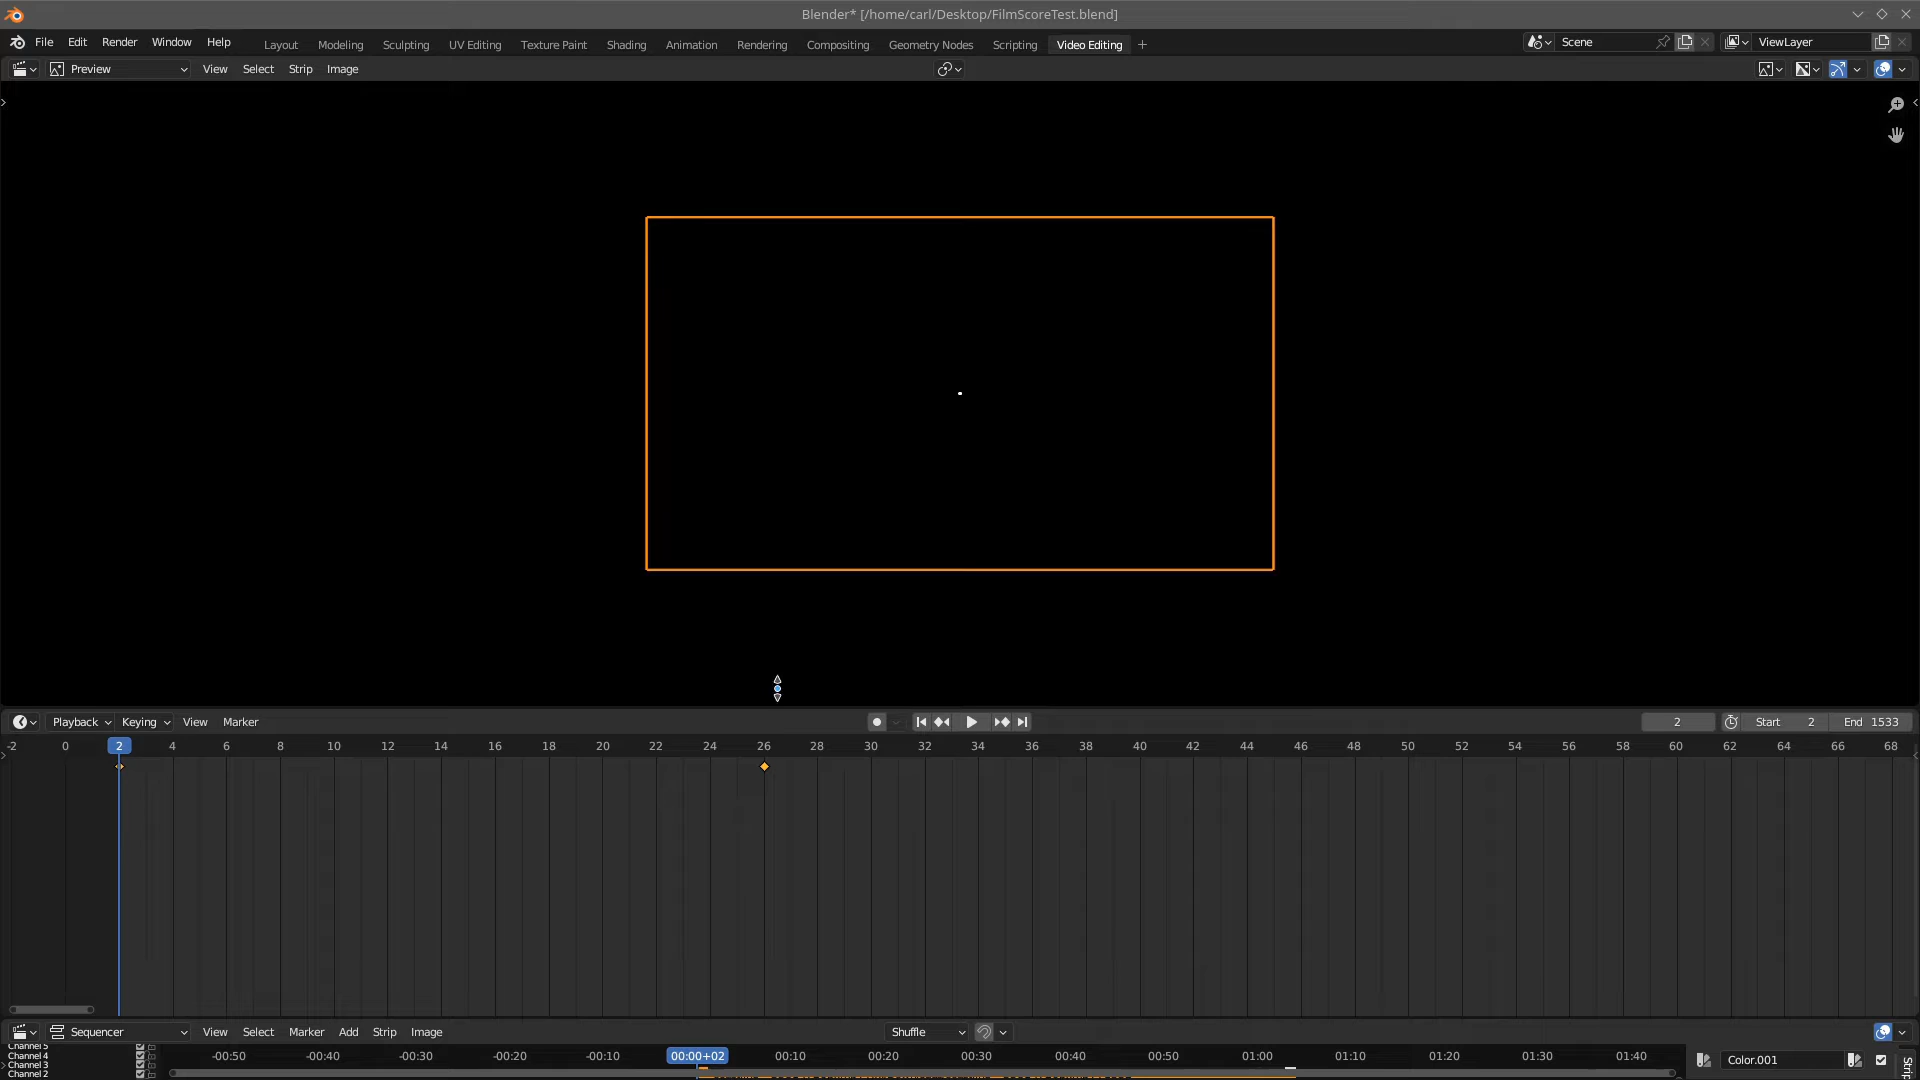 Blender* [/home/carl/Desktop/FilmScoreTest.blend]
File Edit Render Window Help Layout Modeling Sculpting UV Editing Texture Paint Shading Animation Rendering Compositing Geometry Nodes Scripting Video Editing + Scene ViewLayer
Preview View Select Strip Image
Playback Keying View Marker 2 Start 2 End 1533
-2 0 2 4 6 8 10 12 14 16 18 20 22 24 26 28 30 32 34 36 38 40 42 44 46 48 50 52 54 56 58 60 62 64 66 68
Sequencer View Select Marker Add Strip Image Shuffle
Channel 5
Channel 4 -00:50 -00:40 -00:30 -00:20 -00:10 00:00+02 00:10 00:20 00:30 00:40 00:50 01:00 01:10 01:20 01:30 01:40 Color.001
Channel 3
Channel 2
Strip